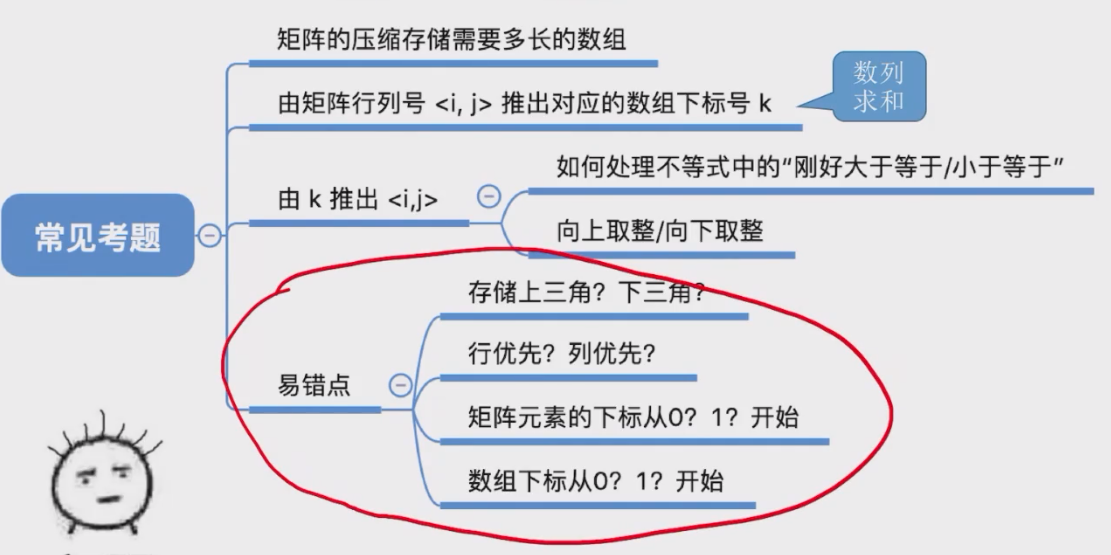 矩阵的压缩存储需要多长的数组
数列
求和
由矩阵行列号 <i, j> 推出对应的数组下标号 k
如何处理不等式中的“刚好大于等于/小于等于”
由 k 推出 <i,j>
向上取整/向下取整
常见考题
存储上三角？下三角？
行优先？列优先？
易错点
矩阵元素的下标从0？1？开始
数组下标从0？1？开始